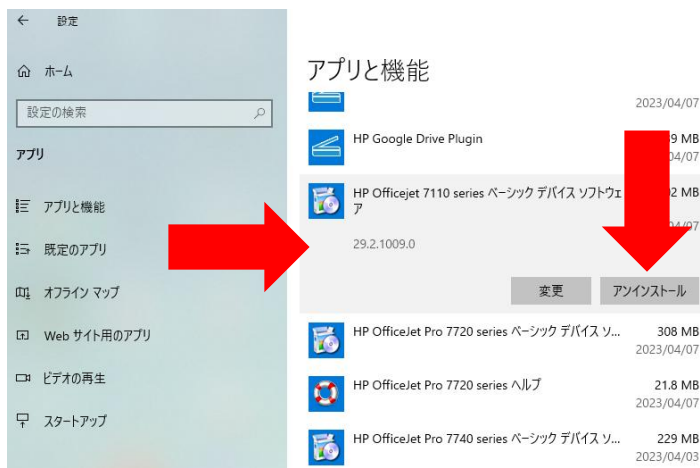 設定
ホーム
設定の検索
アプリ
アプリと機能
既定のアプリ
オフライン マップ
Web サイト用のアプリ
ビデオの再生
スタートアップ
アプリと機能
2023/04/07
HP Google Drive Plugin
9 MB
04/07
HP Officejet 7110 series ベーシック デバイス ソフトウェ
ア
02 MB
04/07
29.2.1009.0
変更
アンインストール
HP OfficeJet Pro 7720 series ベーシック デバイス ソ...
308 MB
2023/04/07
HP OfficeJet Pro 7720 series ヘルプ
21.8 MB
2023/04/07
HP OfficeJet Pro 7740 series ベーシック デバイス ソ...
229 MB
2023/04/03